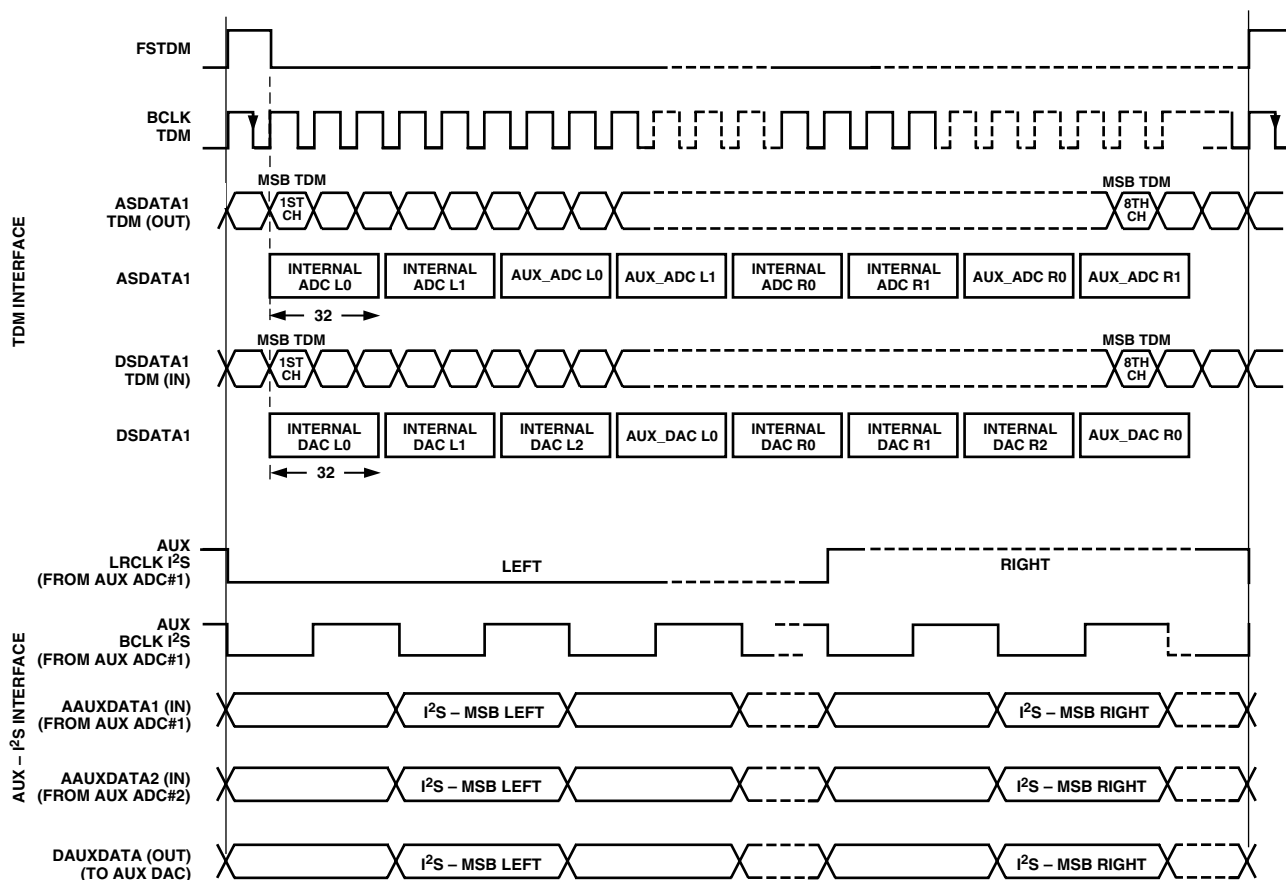 FSTDM
BCLK
TDM
MSB TDM
MSB TDM
ASDATA1
TDM (OUT)
1ST
CH
8TH
CH
TDM INTERFACE
ASDATA1
INTERNAL
ADC L0
INTERNAL
ADC L1
AUX_ADC L0
AUX_ADC L1
INTERNAL
ADC R0
INTERNAL
ADC R1
AUX_ADC R0
AUX_ADC R1
32
MSB TDM
MSB TDM
DSDATA1
TDM (IN)
1ST
CH
8TH
CH
DSDATA1
INTERNAL
DAC L0
INTERNAL
DAC L1
INTERNAL
DAC L2
AUX_DAC L0
INTERNAL
DAC R0
INTERNAL
DAC R1
INTERNAL
DAC R2
AUX_DAC R0
32
AUX
LRCLK I²S
(FROM AUX ADC#1)
LEFT
RIGHT
AUX – I²S INTERFACE
AUX
BCLK I²S
(FROM AUX ADC#1)
AAUXDATA1 (IN)
(FROM AUX ADC#1)
I²S – MSB LEFT
I²S – MSB RIGHT
AAUXDATA2 (IN)
(FROM AUX ADC#2)
I²S – MSB LEFT
I²S – MSB RIGHT
DAUXDATA (OUT)
(TO AUX DAC)
I²S – MSB LEFT
I²S – MSB RIGHT